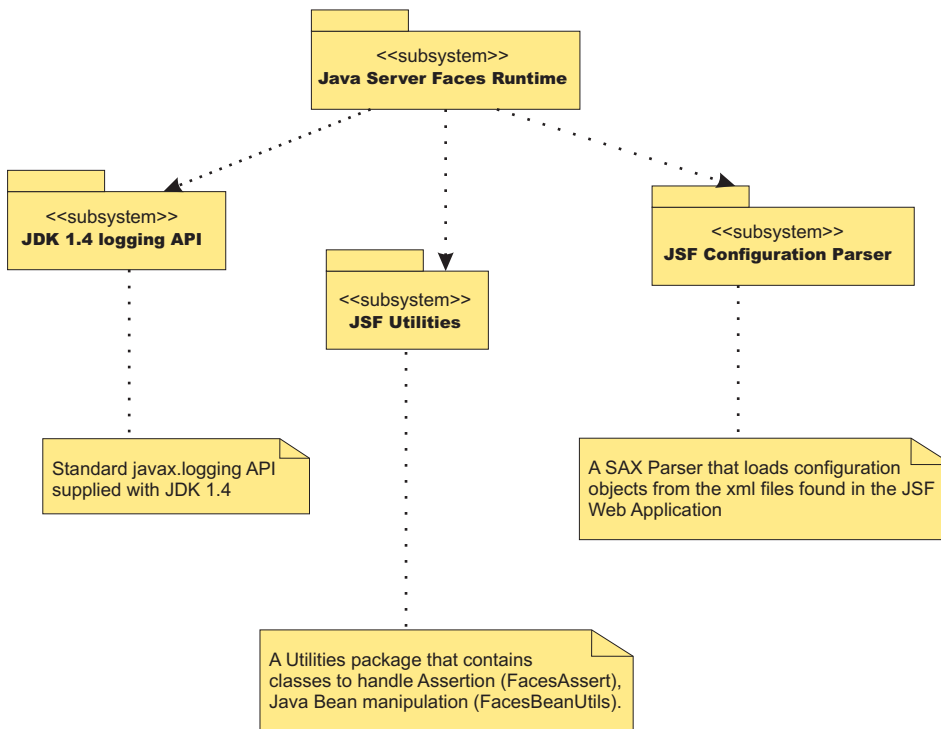 <<subsystem>>
Java Server Faces Runtime
<<subsystem>>
JDK 1.4 logging API
<<subsystem>>
JSF Configuration Parser
<<subsystem>>
JSF Utilities
Standard javax.logging API
supplied with JDK 1.4
A SAX Parser that loads configuration
objects from the xml files found in the JSF
Web Application
A Utilities package that contains
classes to handle Assertion (FacesAssert),
Java Bean manipulation (FacesBeanUtils).